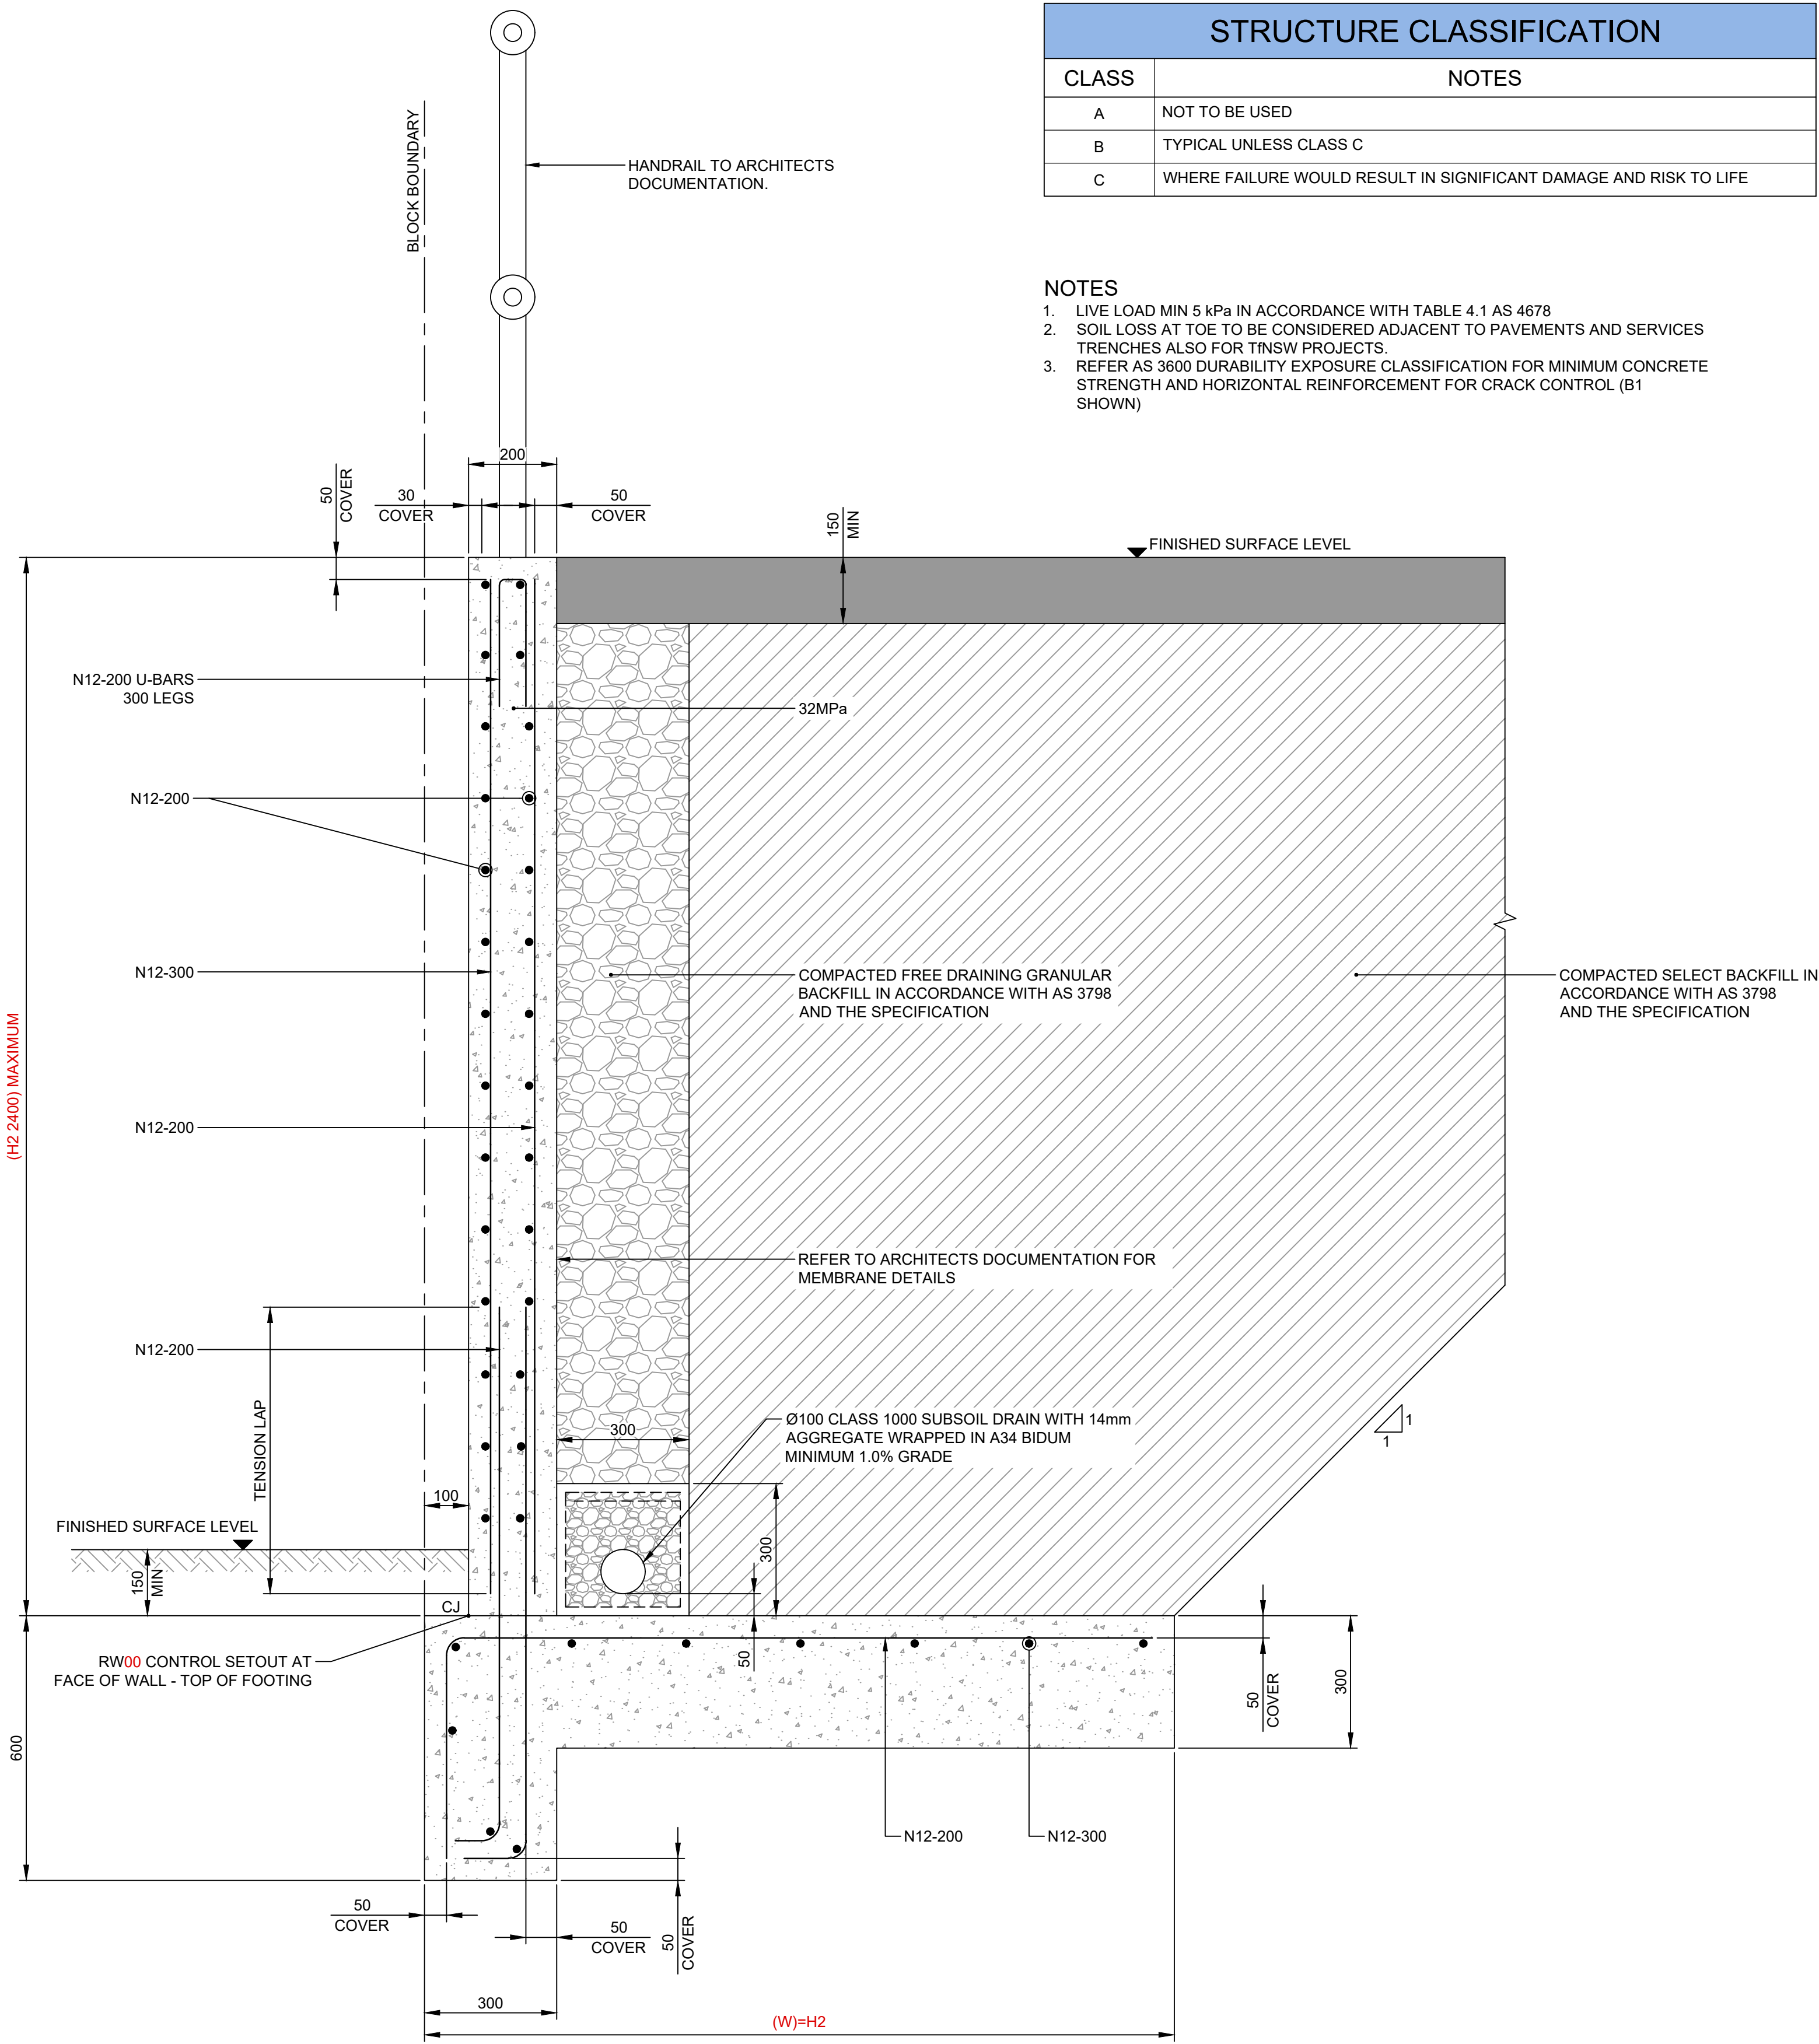 STRUCTURE CLASSIFICATION
CLASS
NOTES
A
NOT TO BE USED
B
TYPICAL UNLESS CLASS C
C
WHERE FAILURE WOULD RESULT IN SIGNIFICANT DAMAGE AND RISK TO LIFE
NOTES
1. LIVE LOAD MIN 5 kPa IN ACCORDANCE WITH TABLE 4.1 AS 4678
2. SOIL LOSS AT TOE TO BE CONSIDERED ADJACENT TO PAVEMENTS AND SERVICES
TRENCHES ALSO FOR TfNSW PROJECTS.
3. REFER AS 3600 DURABILITY EXPOSURE CLASSIFICATION FOR MINIMUM CONCRETE
STRENGTH AND HORIZONTAL REINFORCEMENT FOR CRACK CONTROL (B1
SHOWN)
BLOCK BOUNDARY
HANDRAIL TO ARCHITECTS
DOCUMENTATION.
200
50
COVER
30
COVER
50
COVER
150
MIN
FINISHED SURFACE LEVEL
N12-200 U-BARS
300 LEGS
32MPa
N12-200
N12-300
COMPACTED FREE DRAINING GRANULAR
BACKFILL IN ACCORDANCE WITH AS 3798
AND THE SPECIFICATION
COMPACTED SELECT BACKFILL IN
ACCORDANCE WITH AS 3798
AND THE SPECIFICATION
(H2 2400) MAXIMUM
N12-200
REFER TO ARCHITECTS DOCUMENTATION FOR
MEMBRANE DETAILS
N12-200
TENSION LAP
300
Ø100 CLASS 1000 SUBSOIL DRAIN WITH 14mm
AGGREGATE WRAPPED IN A34 BIDUM
MINIMUM 1.0% GRADE
1
1
100
FINISHED SURFACE LEVEL
150
MIN
300
CJ
RW00 CONTROL SETOUT AT
FACE OF WALL - TOP OF FOOTING
50
50
COVER
300
600
N12-200
N12-300
50
COVER
50
COVER
50
COVER
300
(W)=H2